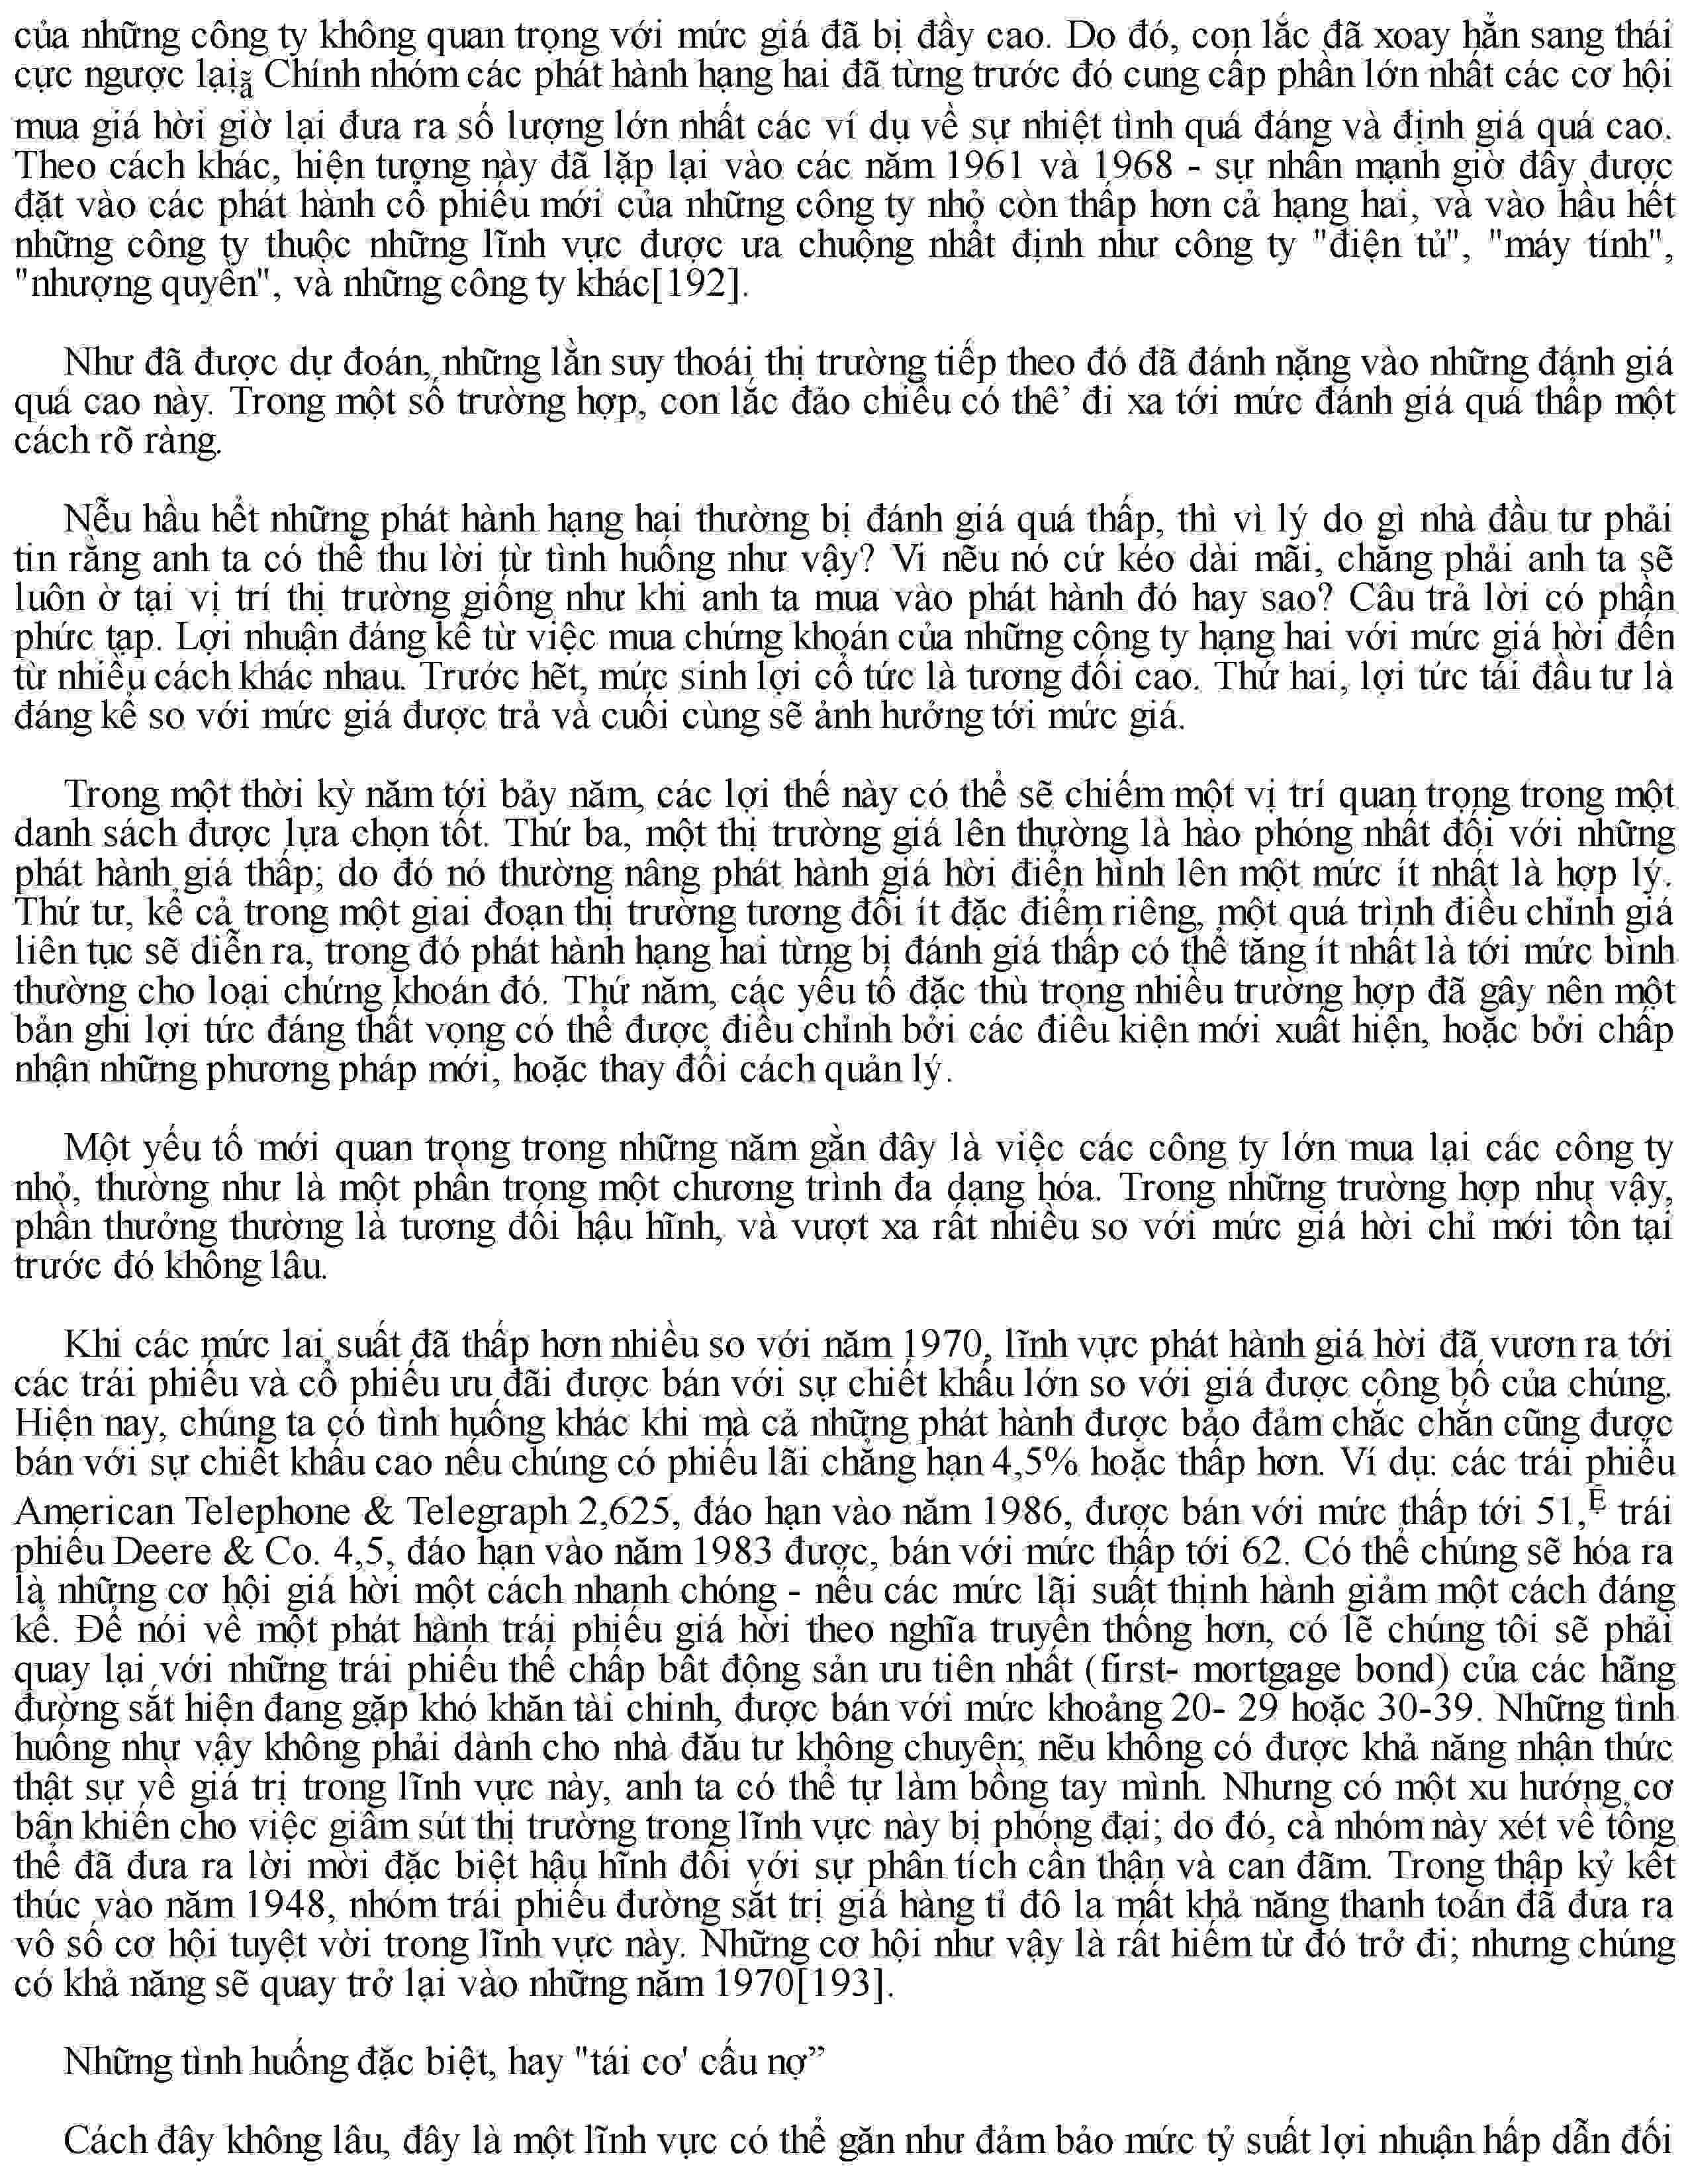 của những công ty không quan trọng với mức giá đã bị đầy cao. Do đó, con lắc đã xoay hẳn sang thái
cực ngược lại ã Chính nhóm các phát hành hạng hai đã từng trước đó cung cấp phần lớn nhất các cơ hội
mua giá hời giờ lại đưa ra số lượng lớn nhất các ví dụ về sự nhiệt tình quá đáng và định giá quá cao.
Theo cách khác, hiện tượng này đã lặp lại vào các năm 1961 và 1968 - sự nhấn mạnh giờ đây được
đặt vào các phát hành cổ phiếu mới của những công ty nhỏ còn thấp hơn cả hạng hai, và vào hầu hết
những công ty thuộc những lĩnh vực được ưa chuộng nhất định như công ty "điện tủ", "máy tính",
"nhượng quyền", và những công ty khác[192].
Như đã được dự đoán, những lần suy thoái thị trường tiếp theo đó đã đánh nặng vào những đánh giá
quá cao này. Trong một số trường hợp, con lắc đảo chiều có thê’ đi xa tới mức đánh giá quá thấp một
cách rõ ràng.
Nễu hầu hết những phát hành hạng hai thường bị đánh giá quá thấp, thì vì lý do gì nhà đầu tư phải
tin rằng anh ta có thể thu lời từ tình huống như vậy? Vi nễu nó cứ kéo dài mãi, chẳng phải anh ta sẽ
luôn ở tại vị trí thị trường giống như khi anh ta mua vào phát hành đó hay sao? Câu trả lời có phần
phức tạp. Lợi nhuận đáng kể từ việc mua chứng khoán của những công ty hạng hai với mức giá hời đến
từ nhiều cách khác nhau. Trước hết, mức sinh lợi cổ tức là tương đối cao. Thứ hai, lợi tức tái đầu tư là
đáng kể so với mức giá được trả và cuối cùng sẽ ảnh hưởng tới mức giá.
Trong một thời kỳ năm tới bảy năm, các lợi thế này có thể sẽ chiếm một vị trí quan trọng trong một
danh sách được lựa chọn tốt. Thứ ba, một thị trường giá lên thường là hào phóng nhất đối với những
phát hành giá thấp; do đó nó thường nâng phát hành giá hời điển hình lên một mức ít nhất là hợp lý.
Thứ tư, kể cả trong một giai đoạn thị trường tương đối ít đặc điểm riêng, một quá trình điều chỉnh giá
liên tục sẽ diễn ra, trong đó phát hành hạng hai từng bị đánh giá thấp có thể tăng ít nhất là tới mức bình
thường cho loại chứng khoán đó. Thứ năm, các yếu tố đặc thù trong nhiều trường hợp đã gây nên một
bản ghi lợi tức đáng thất vọng có thể được điều chỉnh bởi các điều kiện mới xuất hiện, hoặc bởi chấp
nhận những phương pháp mới, hoặc thay đổi cách quản lý.
Một yếu tố mới quan trọng trong những năm gần đây là việc các công ty lớn mua lại các công ty
nhỏ, thường như là một phần trong một chương trình đa dạng hóa. Trong những trường hợp như vậy,
phần thưởng thường là tương đối hậu hĩnh, và vượt xa rất nhiều so với mức giá hời chỉ mới tồn tại
trước đó không lâu.
Khi các mức lai suất đã thấp hơn nhiều so với năm 1970, lĩnh vực phát hành giá hời đã vươn ra tới
các trái phiếu và cổ phiếu ưu đãi được bán với sự chiết khấu lớn so với giá được công bố của chúng.
Hiện nay, chúng ta có tình huống khác khi mà cả những phát hành được bảo đảm chắc chắn cũng được
bán với sự chiết khấu cao nếu chúng có phiếu lãi chẳng hạn 4,5% hoặc thấp hơn. Ví dụ: các trái phiếu
American Telephone & Telegraph 2,625, đáo hạn vào năm 1986, được bán với mức thấp tới 51, trái
phiếu Deere & Co. 4,5, đáo hạn vào năm 1983 được, bán với mức thấp tới 62. Có thể chúng sẽ hóa ra
là những cơ hội giá hời một cách nhanh chóng - nếu các mức lãi suất thịnh hành giảm một cách đáng
kể. Để nói về một phát hành trái phiếu giá hời theo nghĩa truyền thống hơn, có lẽ chúng tôi sẽ phải
quay lại với những trái phiếu thế chấp bất động sản ưu tiên nhất (first- mortgage bond) của các hãng
đường sắt hiện đang gặp khó khăn tài chinh, được bán với mức khoảng 20- 29 hoặc 30-39. Những tình
huống như vậy không phải dành cho nhà đầu tư không chuyên; nếu không có được khả năng nhận thức
thật sự về giá trị trong lĩnh vực này, anh ta có thể tự làm bỏng tay mình. Nhưng có một xu hướng cơ
bản khiến cho việc giảm sút thị trường trong lĩnh vực này bị phóng đại; do đó, cả nhóm này xét về tổng
thể đã đưa ra lời mời đặc biệt hậu hĩnh đối với sự phân tích cẩn thận và can đãm. Trong thập kỷ kết
thúc vào năm 1948, nhóm trái phiếu đường sắt trị giá hàng tỉ đô la mất khả năng thanh toán đã đưa ra
vô số cơ hội tuyệt vời trong lĩnh vực này. Những cơ hội như vậy là rất hiếm từ đó trở đi; nhưng chúng
có khả năng sẽ quay trở lại vào những năm 1970[193].
Những tình huống đặc biệt, hay "tái cơ' cấu nợ”
Cách đây không lâu, đây là một lĩnh vực có thể gần như đảm bảo mức tỷ suất lợi nhuận hấp dẫn đối